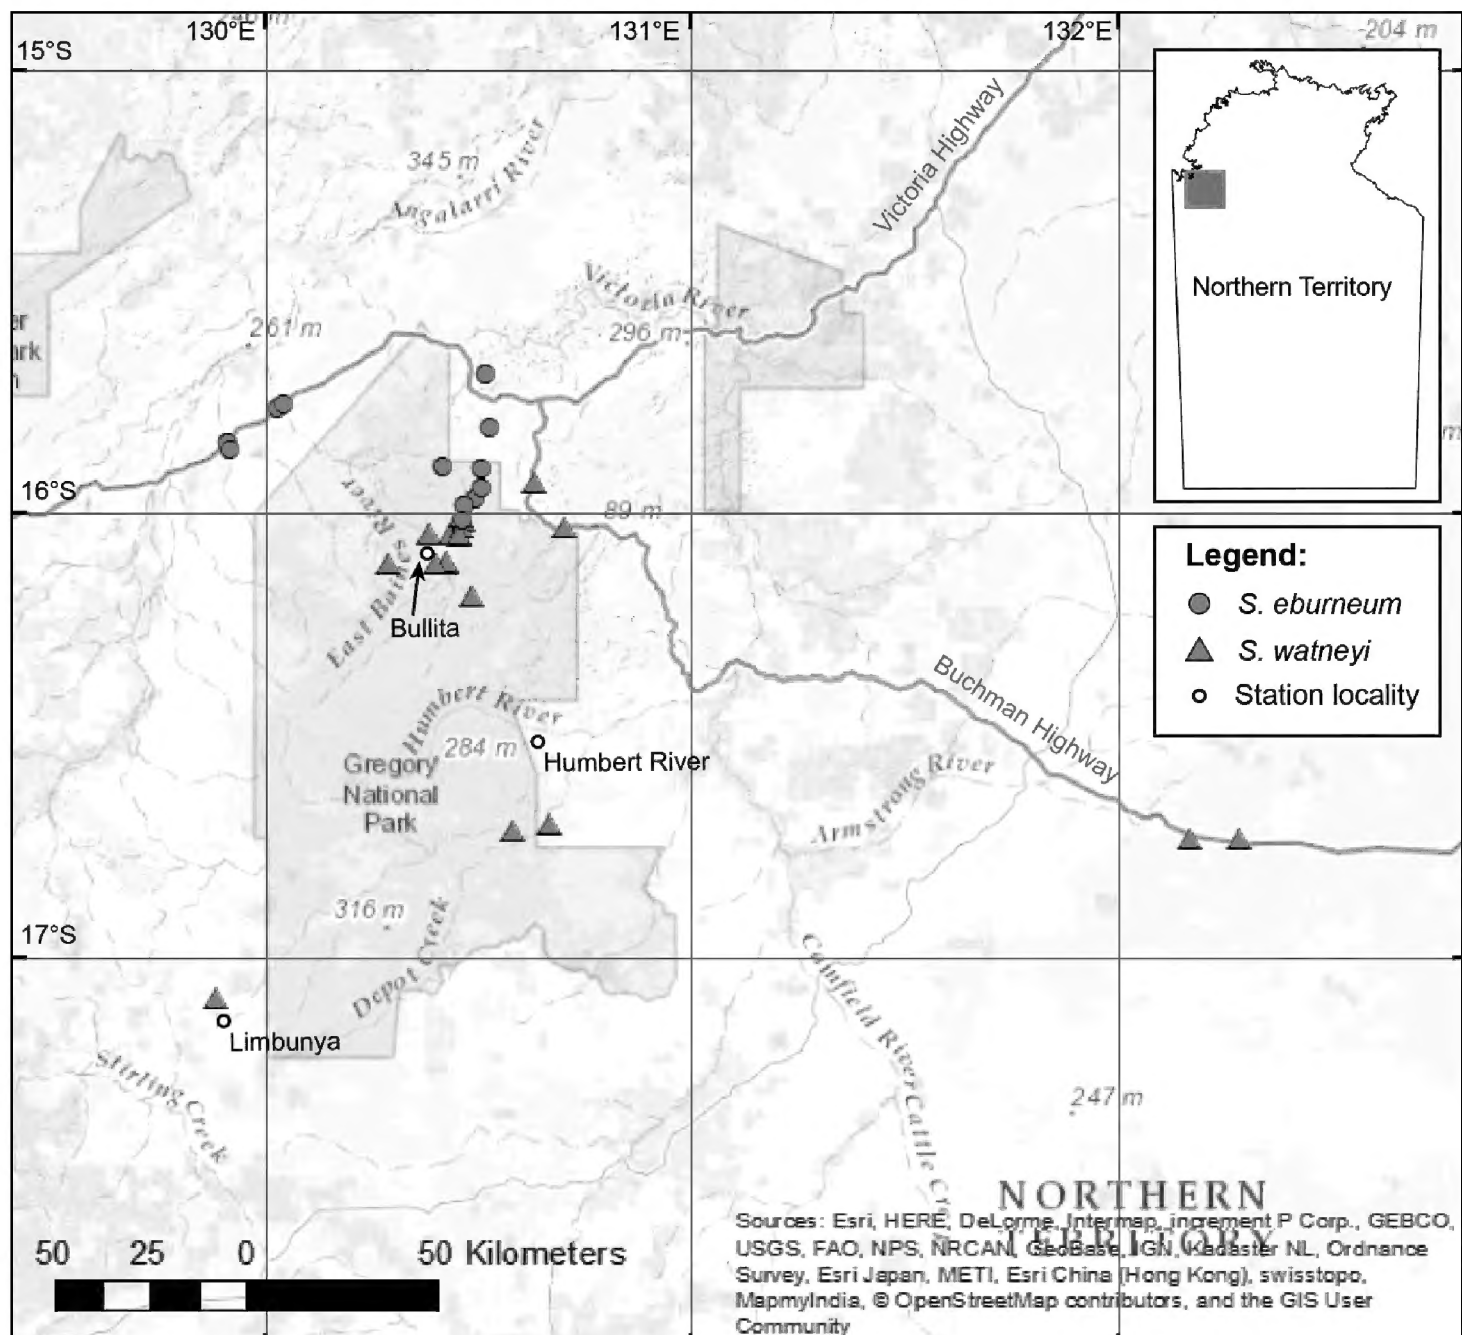 130°E
131°E
132°E
15°S
204 m
Victoria Highway
345 m
Angalarri River
Northern Territory
Victoria River
261 m
296 m
er
ark
16°S
River
89 m
East Baines
Bullita
Legend:
S. eburneum
S. watneyi
Station locality
Humbert River
284 m
Humbert River
Gregory
National
Park
Buchman Highway
Armstrong River
316 m
Depot Creek
17°S
Limbunya
Stirling Creek
Camfield River
Cattle
247 m
NORTHERN
TERRITORY
50 25 0 50 Kilometers
Sources: Esri, HERE, DeLorme, Intermap, increment P Corp., GEBCO,
USGS, FAO, NPS, NRCAN, GeoBase, IGN, Kadaster NL, Ordnance
Survey, Esri Japan, METI, Esri China (Hong Kong), swisstopo,
MapmyIndia, © OpenStreetMap contributors, and the GIS User
Community